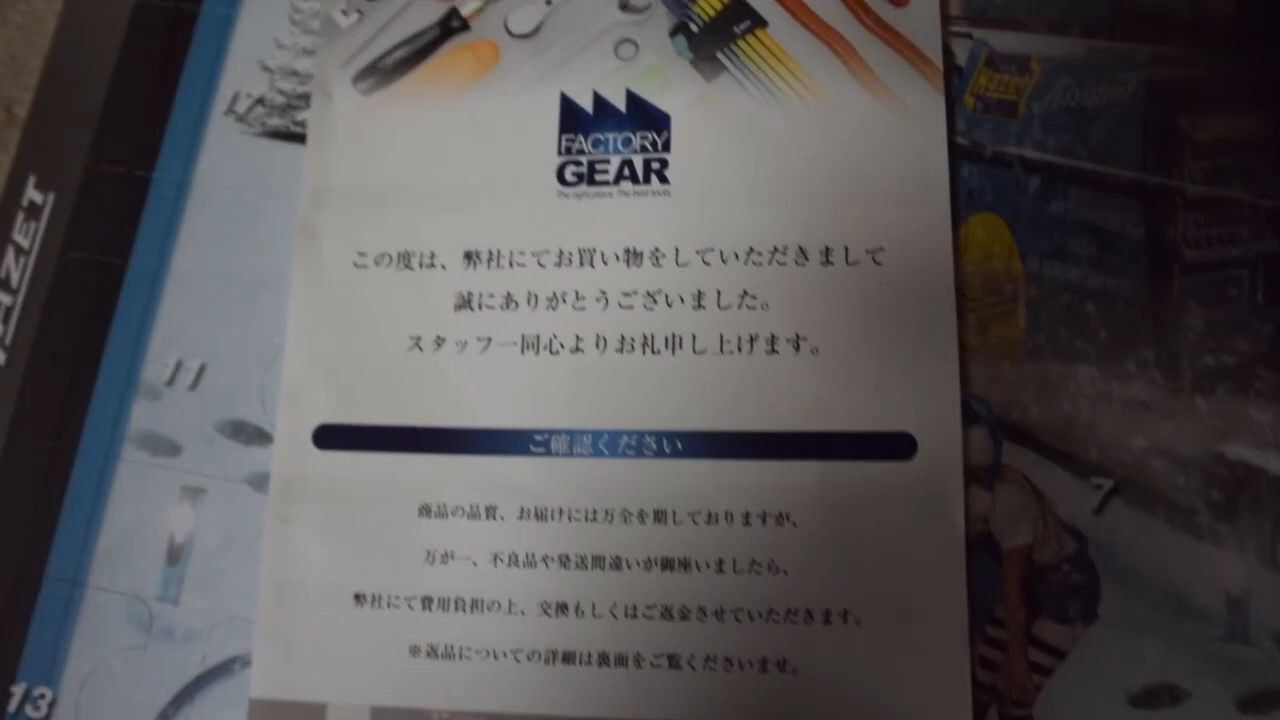 FACTORY
GEAR
The right place. The best tools.
この度は、弊社にてお買い物をしていただきまして
誠にありがとうございました。
スタッフ一同心よりお礼申し上げます。
ご確認ください
商品の品質、お届けには万全を期しておりますが、
万が一、不良品や発送間違いが御座いましたら、
弊社にて費用負担の上、交換もしくはご返金させていただきます。
※返品についての詳細は裏面をご覧くださいませ。
HAZET
11
13
7